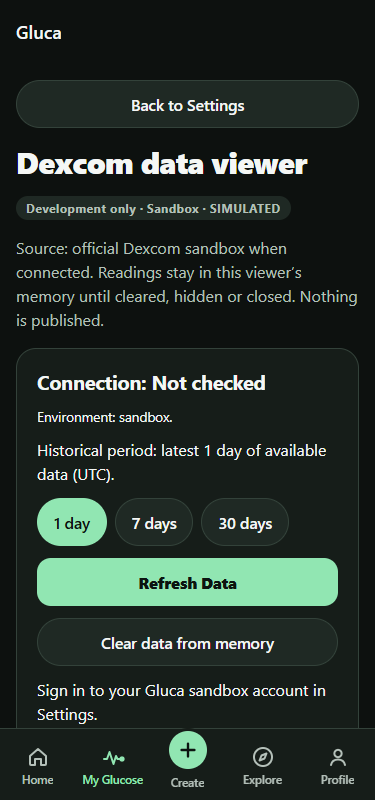 Gluca
Back to Settings
Dexcom data viewer
Development only · Sandbox · SIMULATED
Source: official Dexcom sandbox when
connected. Readings stay in this viewer’s
memory until cleared, hidden or closed. Nothing
is published.
Connection: Not checked
Environment: sandbox.
Historical period: latest 1 day of available
data (UTC).
1 day 7 days 30 days
Refresh Data
Clear data from memory
Sign in to your Gluca sandbox account in
Settings.
Home My Glucose Create Explore Profile